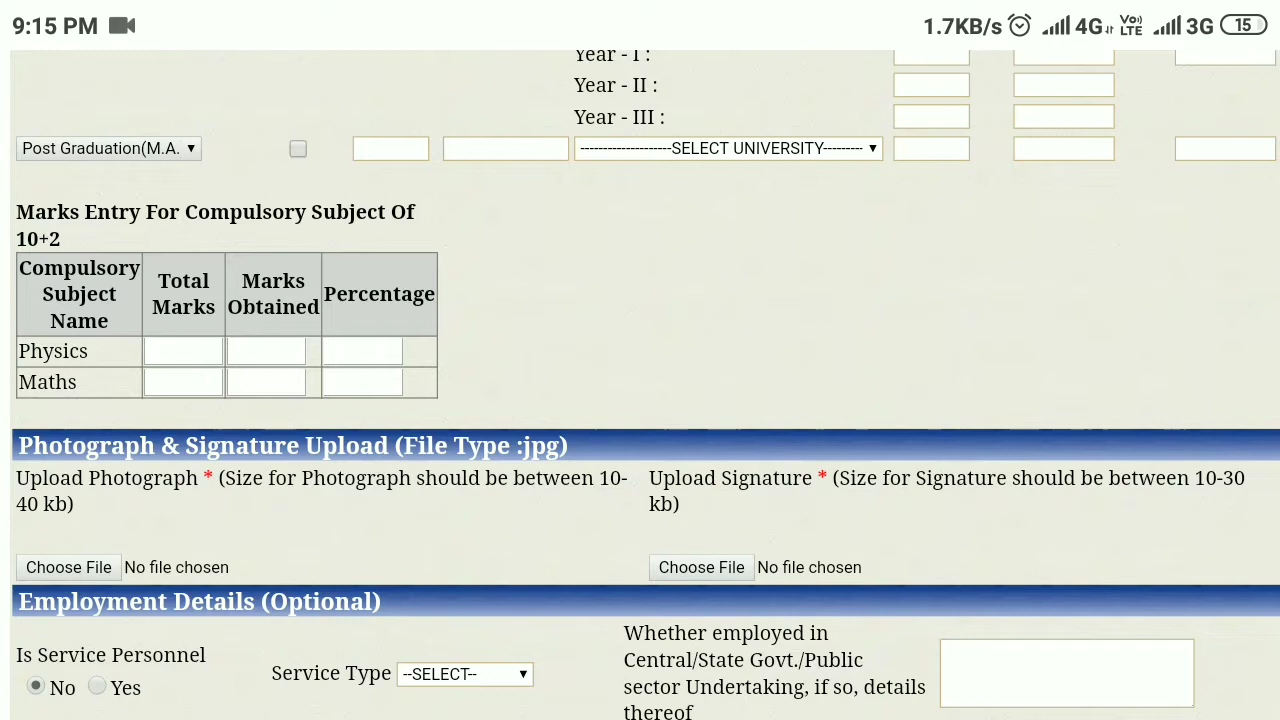 9:15 PM 1.7KB/s 4G Vo) LTE 3G 15
Year - I :
Year - II :
Year - III :
Post Graduation(M.A. --------------------SELECT UNIVERSITY---------
Marks Entry For Compulsory Subject Of
10+2
Compulsory Subject Name Total Marks Marks Obtained Percentage
Physics
Maths
Photograph & Signature Upload (File Type :jpg)
Upload Photograph * (Size for Photograph should be between 10-
40 kb)
Upload Signature * (Size for Signature should be between 10-30
kb)
Choose File No file chosen Choose File No file chosen
Employment Details (Optional)
Is Service Personnel
No Yes
Service Type --SELECT--
Whether employed in
Central/State Govt./Public
sector Undertaking, if so, details
thereof